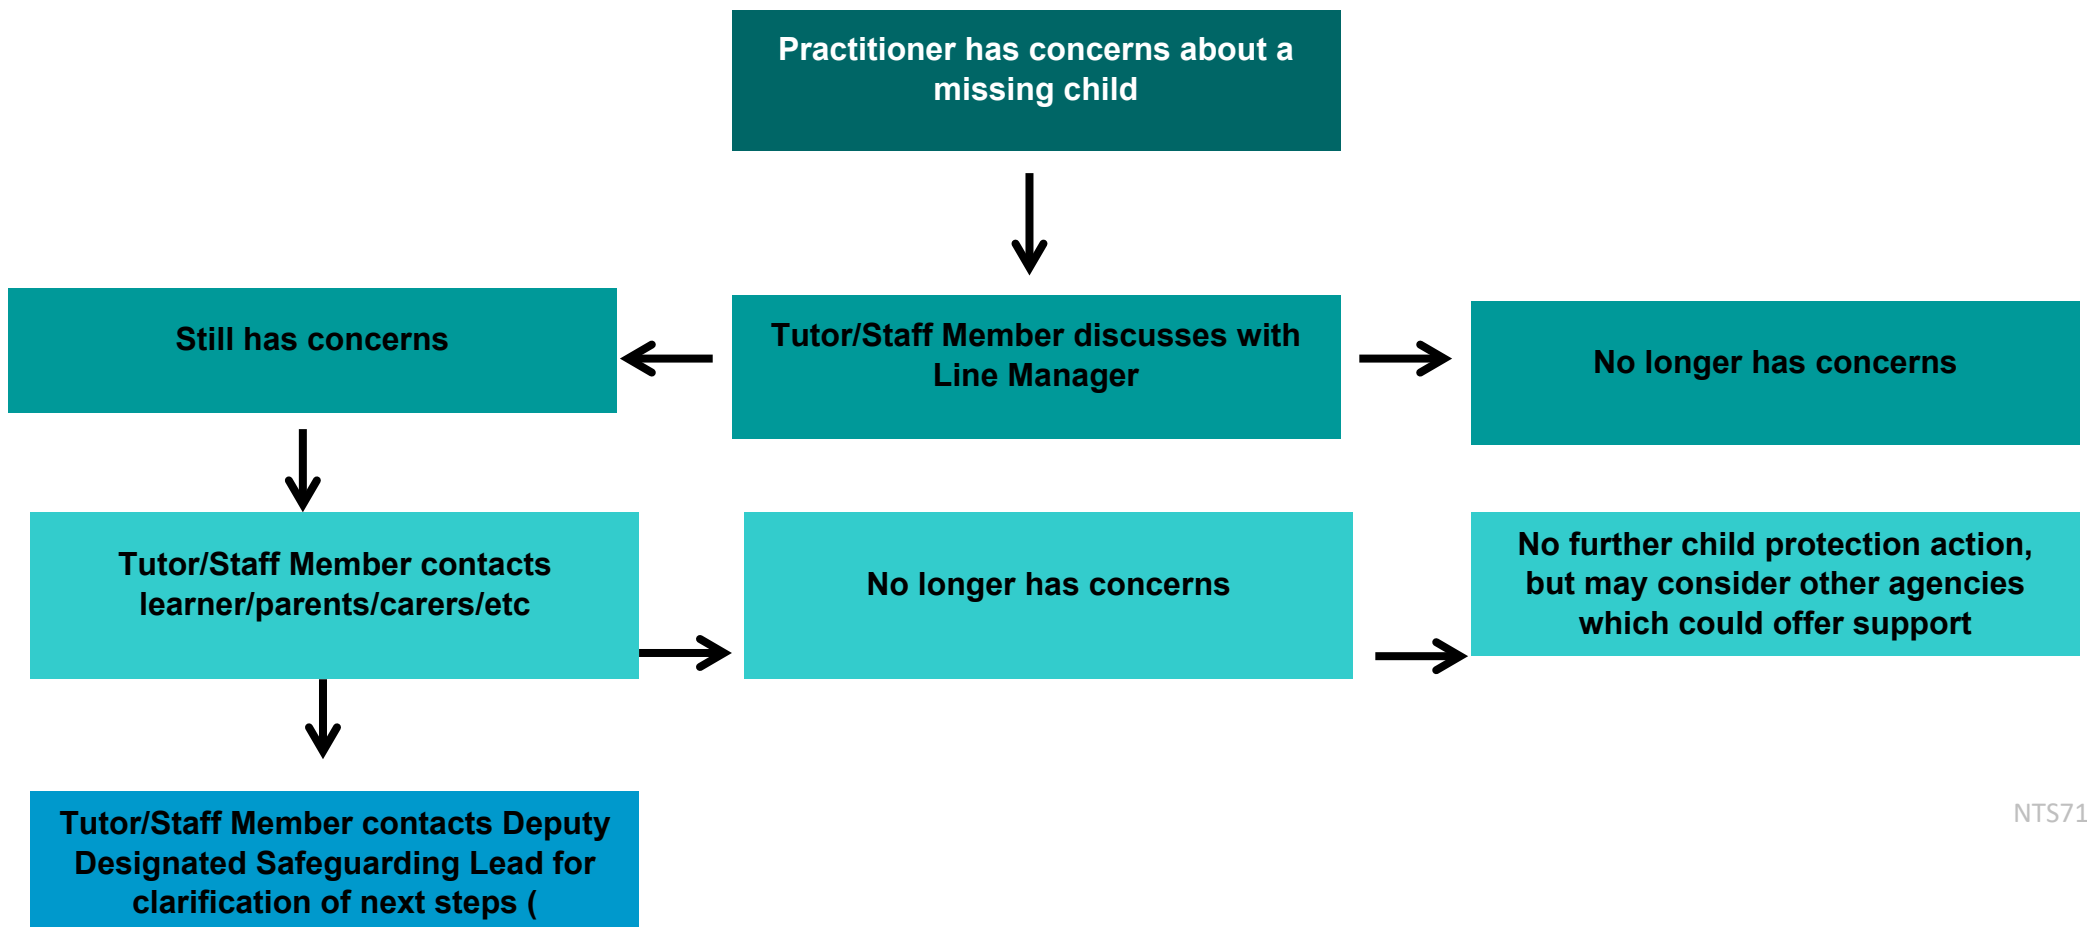 Practitioner has concerns about a
missing child
Still has concerns
Tutor/Staff Member discusses with
Line Manager
No longer has concerns
Tutor/Staff Member contacts
learner/parents/carers/etc
No longer has concerns
No further child protection action,
but may consider other agencies
which could offer support
Tutor/Staff Member contacts Deputy
Designated Safeguarding Lead for
clarification of next steps (
NTS71